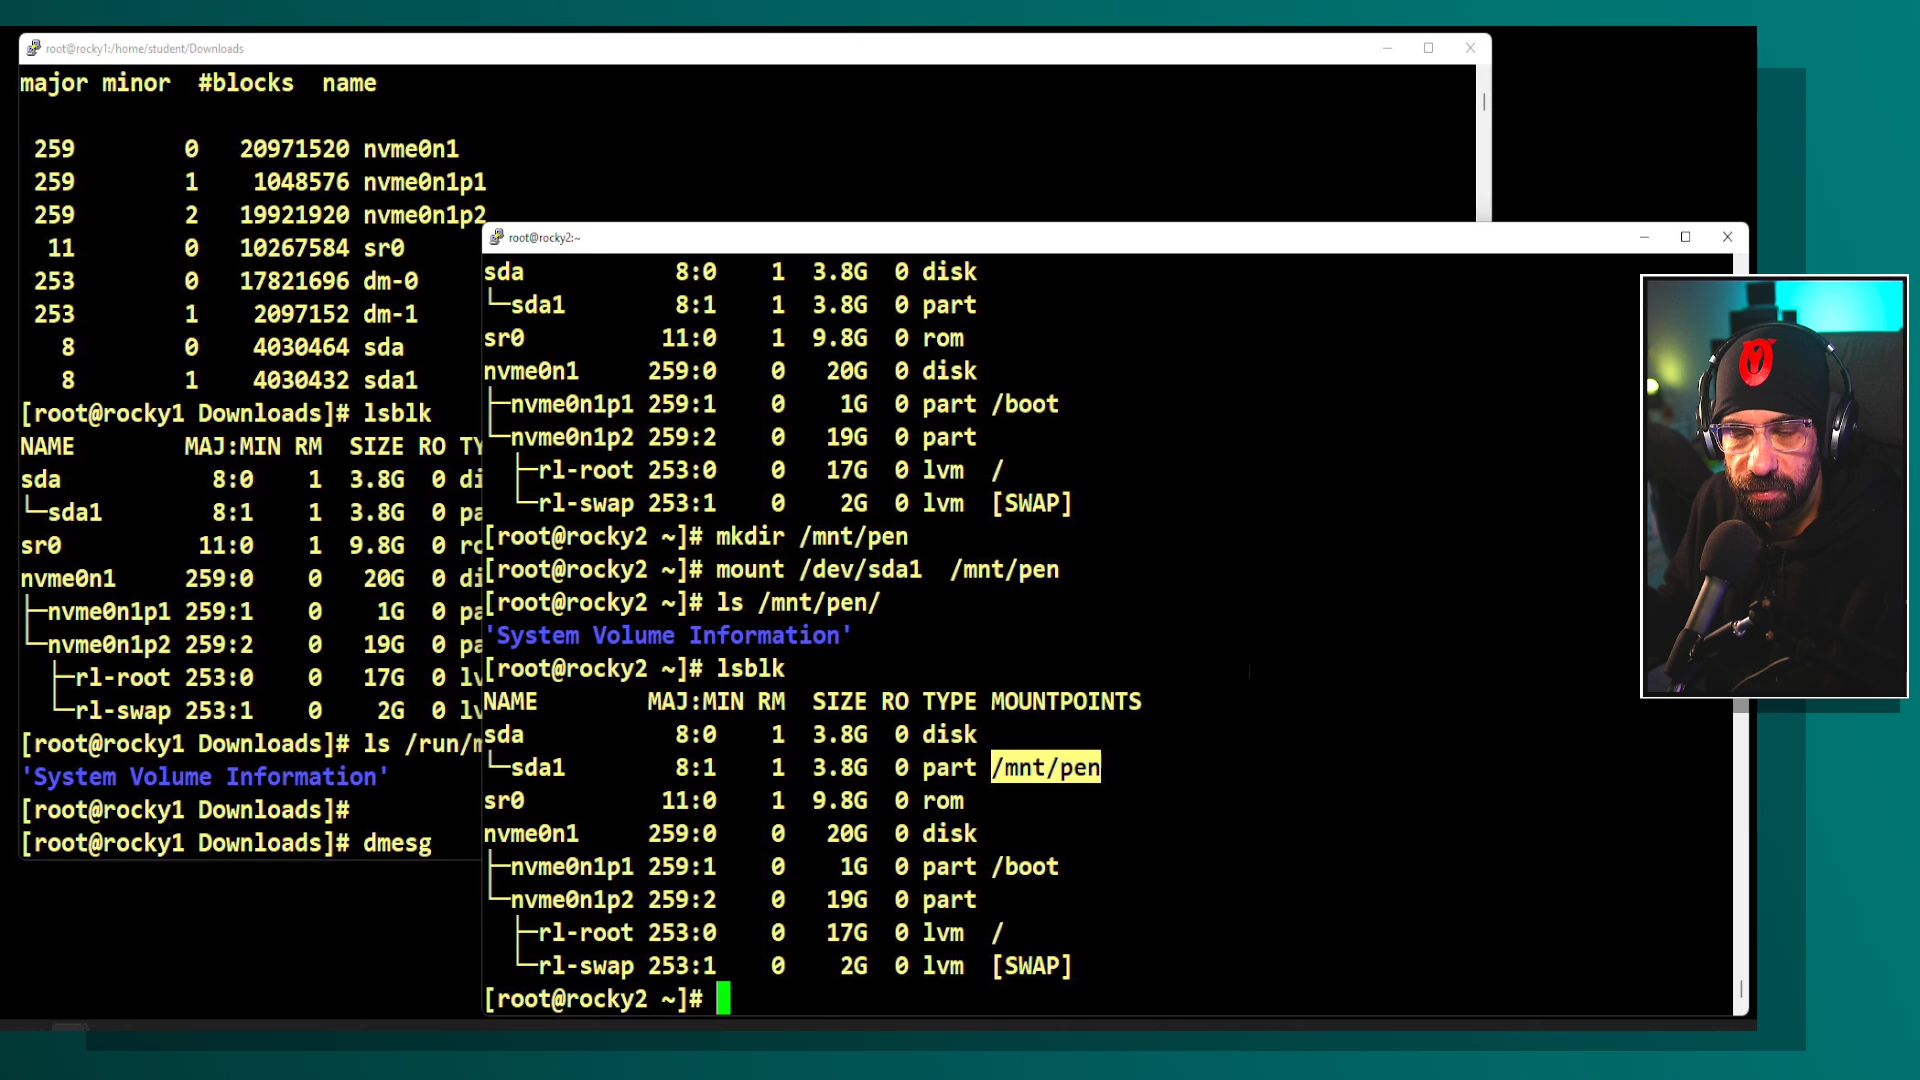 root@rocky1:/home/student/Downloads
major minor  #blocks  name
259        0   20971520 nvme0n1
259        1    1048576 nvme0n1p1
259        2   19921920 nvme0n1p2
11        0   10267584 sr0
253        0   17821696 dm-0
253        1    2097152 dm-1
8        0    4030464 sda
8        1    4030432 sda1
[root@rocky1 Downloads]# lsblk
NAME        MAJ:MIN RM  SIZE RO TY
sda           8:0    1  3.8G  0 di
└─sda1        8:1    1  3.8G  0 pa
sr0          11:0    1  9.8G  0 ro
nvme0n1     259:0    0   20G  0 di
├─nvme0n1p1 259:1    0    1G  0 pa
└─nvme0n1p2 259:2    0   19G  0 pa
  ├─rl-root 253:0    0   17G  0 lv
  └─rl-swap 253:1    0    2G  0 lv
[root@rocky1 Downloads]# ls /run/m
'System Volume Information'
[root@rocky1 Downloads]#
[root@rocky1 Downloads]# dmesg
root@rocky2:~
sda           8:0    1  3.8G  0 disk
└─sda1        8:1    1  3.8G  0 part
sr0          11:0    1  9.8G  0 rom
nvme0n1     259:0    0   20G  0 disk
├─nvme0n1p1 259:1    0    1G  0 part /boot
└─nvme0n1p2 259:2    0   19G  0 part
  ├─rl-root 253:0    0   17G  0 lvm  /
  └─rl-swap 253:1    0    2G  0 lvm  [SWAP]
[root@rocky2 ~]# mkdir /mnt/pen
[root@rocky2 ~]# mount /dev/sda1  /mnt/pen
[root@rocky2 ~]# ls /mnt/pen/
'System Volume Information'
[root@rocky2 ~]# lsblk
NAME        MAJ:MIN RM  SIZE RO TYPE MOUNTPOINTS
sda           8:0    1  3.8G  0 disk
└─sda1        8:1    1  3.8G  0 part /mnt/pen
sr0          11:0    1  9.8G  0 rom
nvme0n1     259:0    0   20G  0 disk
├─nvme0n1p1 259:1    0    1G  0 part /boot
└─nvme0n1p2 259:2    0   19G  0 part
  ├─rl-root 253:0    0   17G  0 lvm  /
  └─rl-swap 253:1    0    2G  0 lvm  [SWAP]
[root@rocky2 ~]#